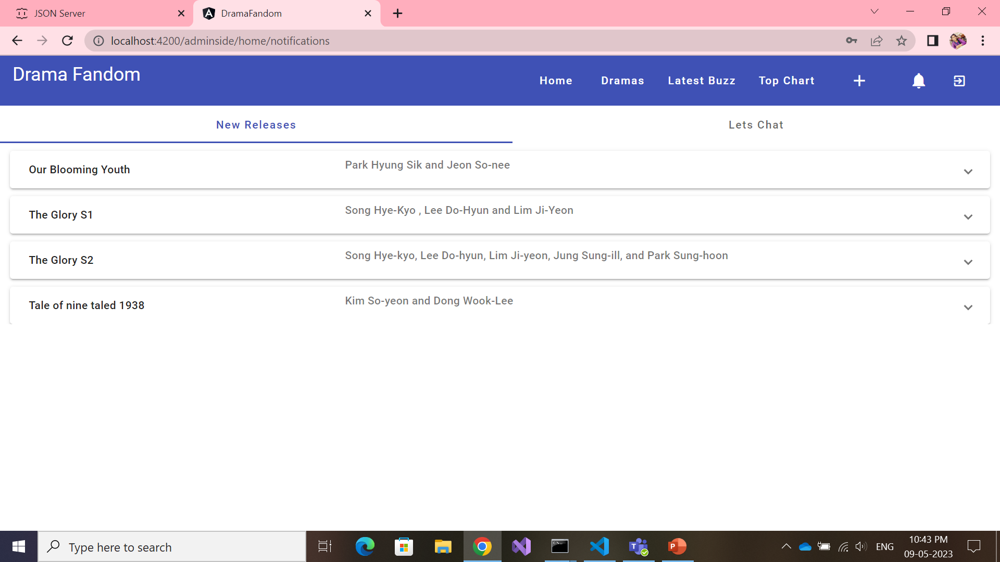 JSON Server
DramaFandom
localhost:4200/adminside/home/notifications
Drama Fandom
Home Dramas Latest Buzz Top Chart
New Releases Lets Chat
Our Blooming Youth Park Hyung Sik and Jeon So-nee
The Glory S1 Song Hye-Kyo , Lee Do-Hyun and Lim Ji-Yeon
The Glory S2 Song Hye-kyo, Lee Do-hyun, Lim Ji-yeon, Jung Sung-ill, and Park Sung-hoon
Tale of nine taled 1938 Kim So-yeon and Dong Wook-Lee
Type here to search
ENG
10:43 PM
09-05-2023